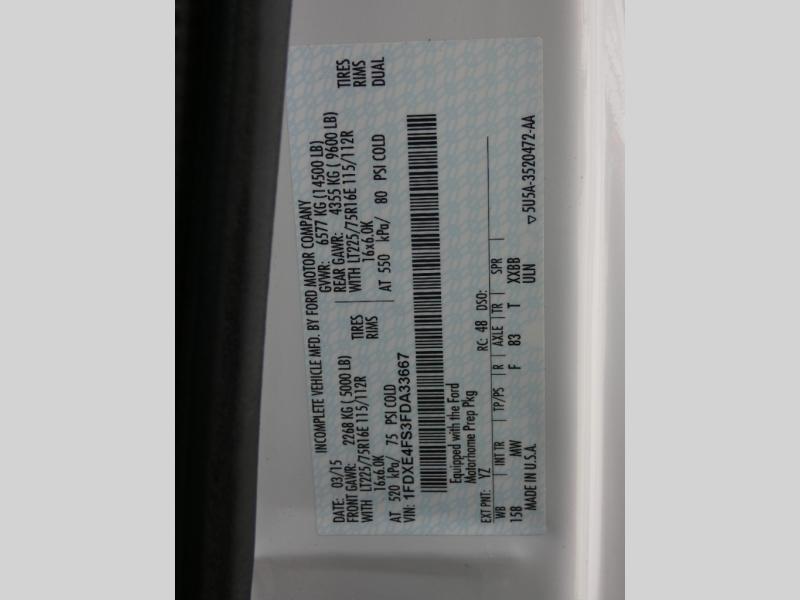 INCOMPLETE VEHICLE MFD. BY FORD MOTOR COMPANY
DATE: 03/15 GVWR: 6577 KG (14500 LB)
FRONT GAWR: 2268 KG ( 5000 LB) REAR GAWR: 4355 KG ( 9600 LB)
WITH LT225/75R16E 115/112R TIRES WITH LT225/75R16E 115/112R TIRES
16x6.0K RIMS 16x6.0K RIMS
AT 520 kPa/ 75 PSI COLD AT 550 kPa/ 80 PSI COLD DUAL
VIN: 1FDXE4FS3FDA33667
Equipped with the Ford
Motorhome Prep Pkg
EXT PNT: YZ RC: 48 DSO:
WB INT TR TP/PS R AXLE TR SPR
158 MW F 83 T XXBB
ULN
MADE IN U.S.A. ▽5U5A-3520472-AA